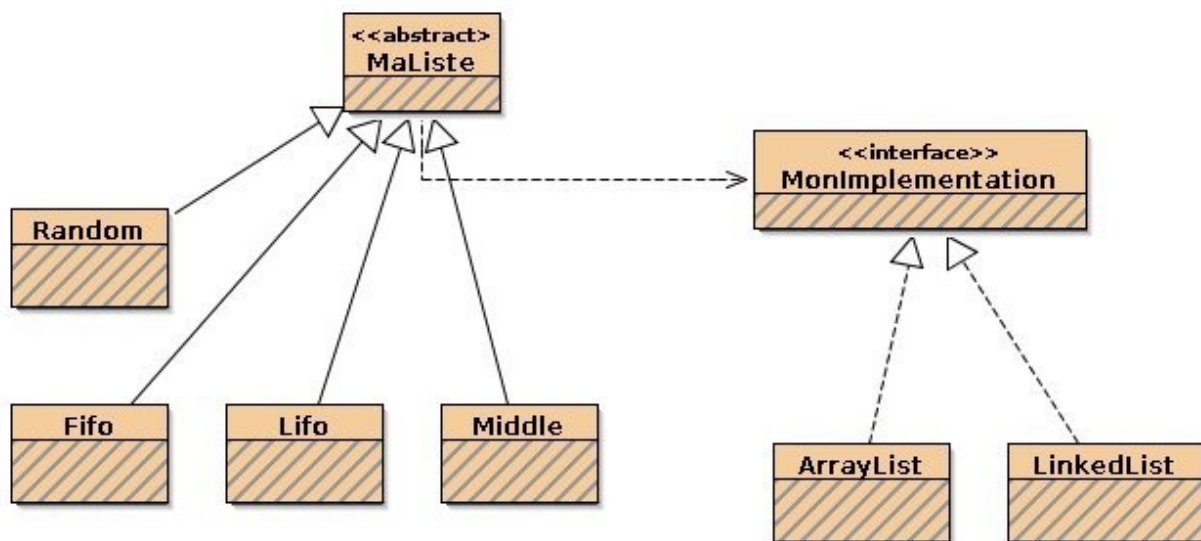 <<abstract>
MaListe
<<interface>>
MonImplementation
Random
Fifo
Lifo
Middle
ArrayList
LinkedList